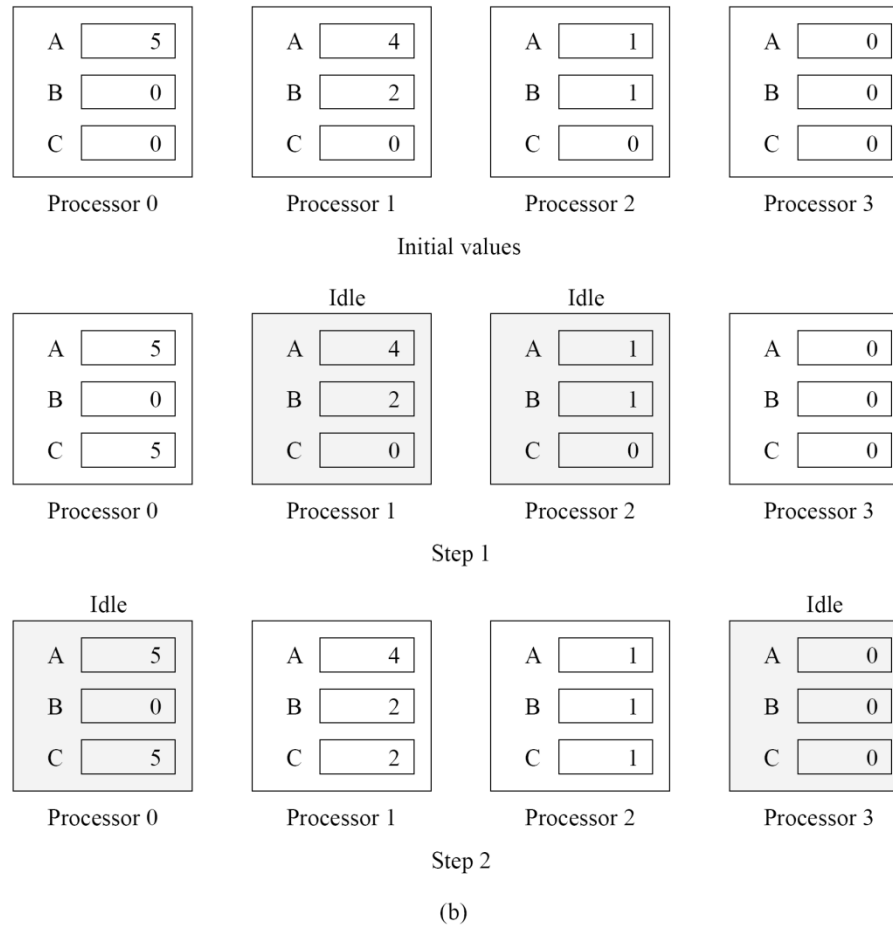 A 5 A 4 A 1 A 0
B 0 B 2 B 1 B 0
C 0 C 0 C 0 C 0
Processor 0 Processor 1 Processor 2 Processor 3
Initial values
Idle Idle
A 5 A 4 A 1 A 0
B 0 B 2 B 1 B 0
C 5 C 0 C 0 C 0
Processor 0 Processor 1 Processor 2 Processor 3
Step 1
Idle Idle
A 5 A 4 A 1 A 0
B 0 B 2 B 1 B 0
C 5 C 2 C 1 C 0
Processor 0 Processor 1 Processor 2 Processor 3
Step 2
(b)